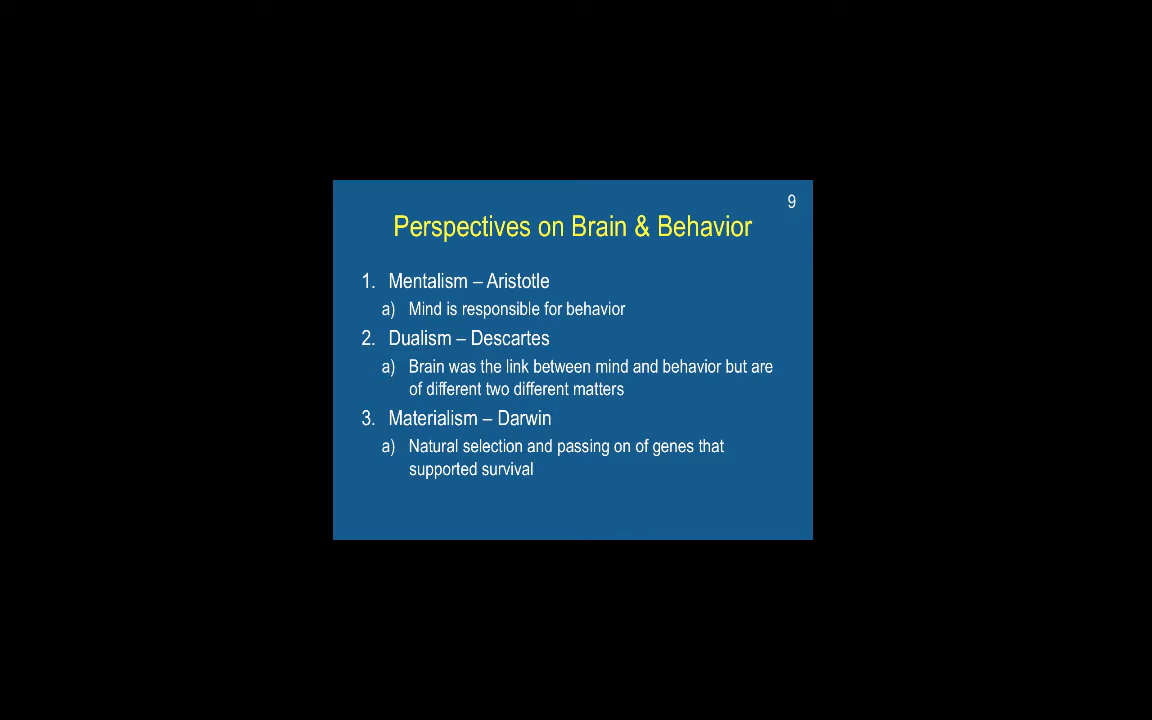 9
Perspectives on Brain & Behavior
1. Mentalism – Aristotle
a) Mind is responsible for behavior
2. Dualism – Descartes
a) Brain was the link between mind and behavior but are
of different two different matters
3. Materialism – Darwin
a) Natural selection and passing on of genes that
supported survival